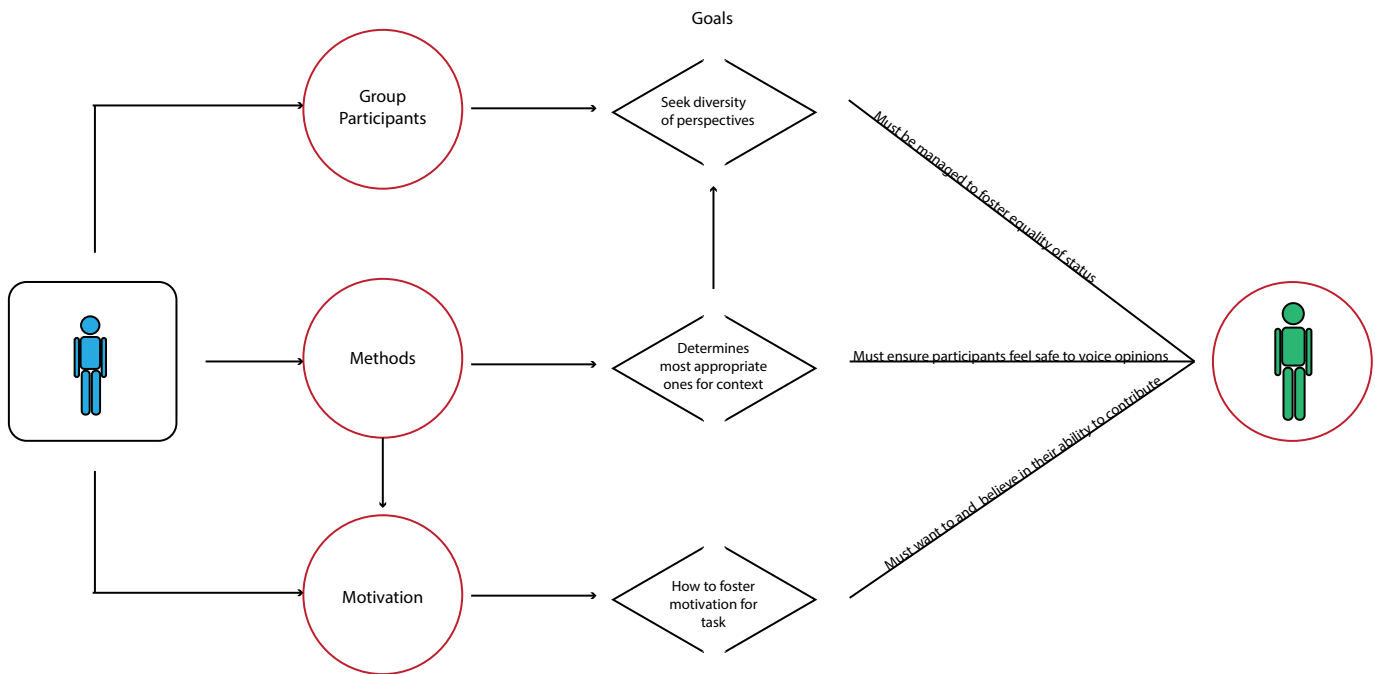 Goals
Group
Participants
Seek diversity
of perspectives
Must be managed to foster equality of status
Methods
Determines
most appropriate
ones for context
Must ensure participants feel safe to voice opinions
Motivation
How to foster
motivation for
task
Must want to and believe in their ability to contribute